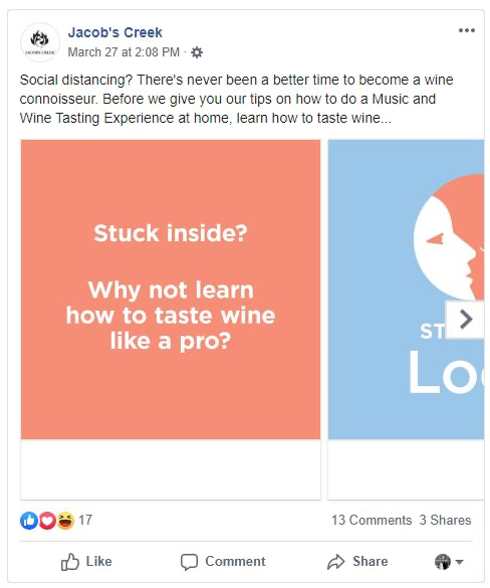 Jacob's Creek
March 27 at 2:08 PM ·
Social distancing? There's never been a better time to become a wine
connoisseur. Before we give you our tips on how to do a Music and
Wine Tasting Experience at home, learn how to taste wine...
Stuck inside?
Why not learn
how to taste wine
like a pro?
ST
Lo
17
13 Comments 3 Shares
Like Comment Share